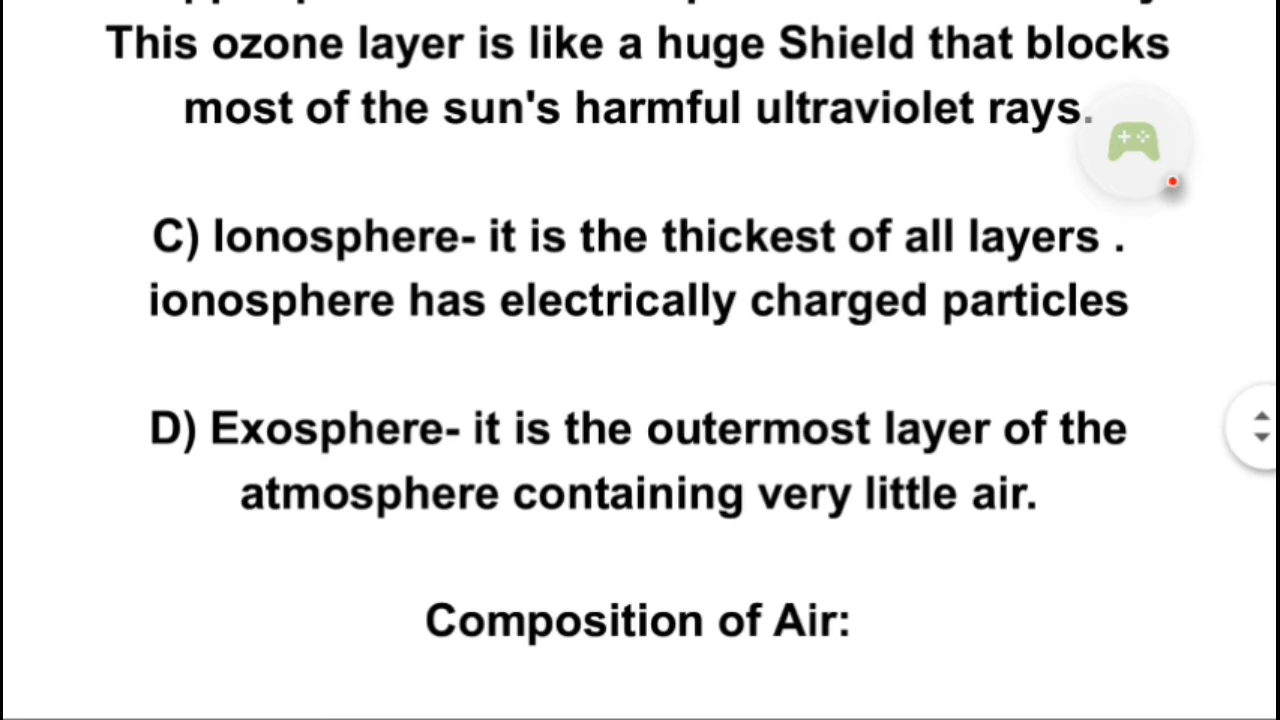 This ozone layer is like a huge Shield that blocks
most of the sun's harmful ultraviolet rays.
C) Ionosphere- it is the thickest of all layers .
ionosphere has electrically charged particles
D) Exosphere- it is the outermost layer of the
atmosphere containing very little air.
Composition of Air: